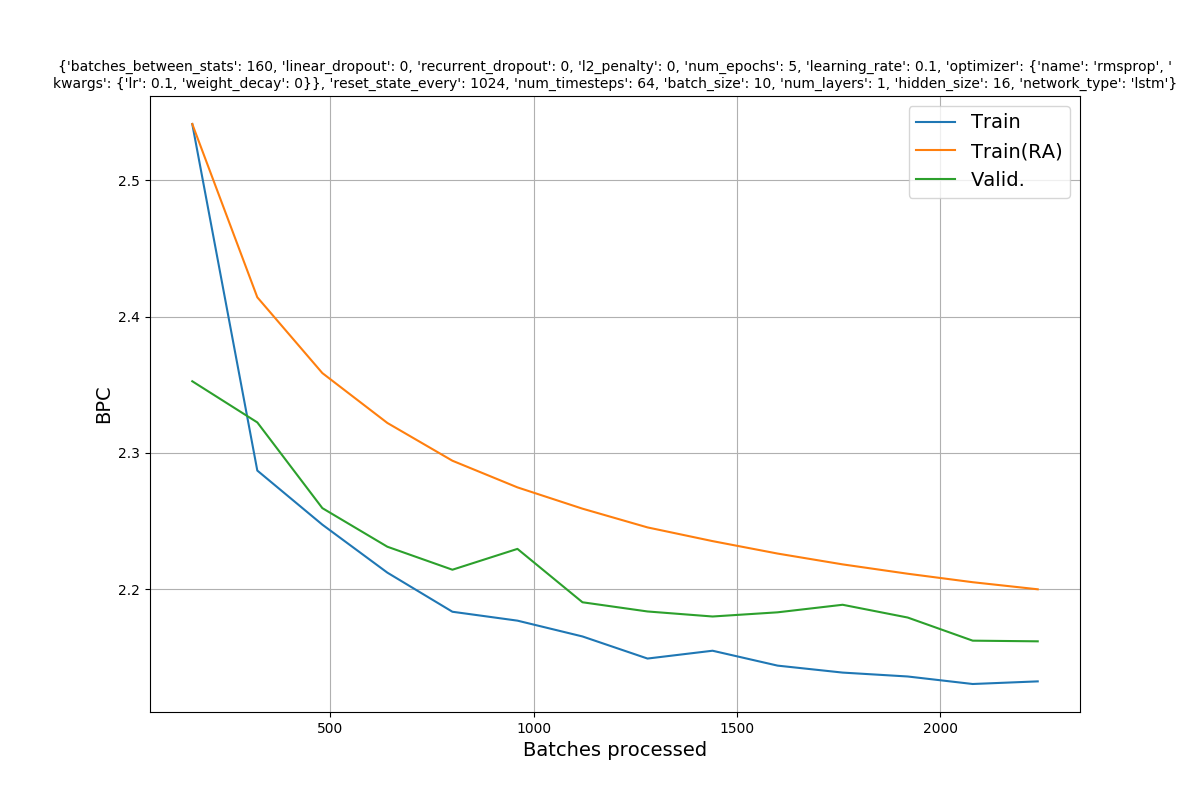 {'batches_between_stats': 160, 'linear_dropout': 0, 'recurrent_dropout': 0, 'l2_penalty': 0, 'num_epochs': 5, 'learning_rate': 0.1, 'optimizer': {'name': 'rmsprop', '
kwargs': {'lr': 0.1, 'weight_decay': 0}}, 'reset_state_every': 1024, 'num_timesteps': 64, 'batch_size': 10, 'num_layers': 1, 'hidden_size': 16, 'network_type': 'lstm'}
Train
Train(RA)
Valid.
2.5
2.4
2.3
2.2
BPC
500
1000
1500
2000
Batches processed